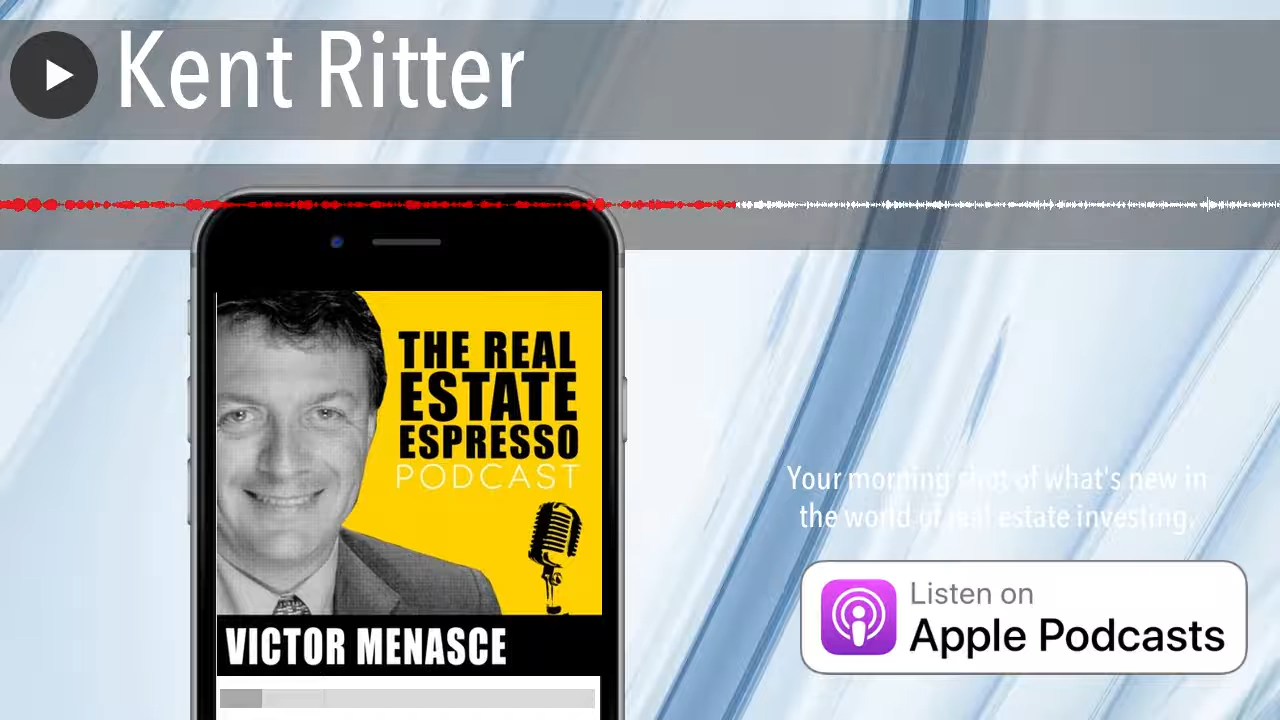 Kent Ritter
THE REAL
ESTATE
ESPRESSO
PODCAST
VICTOR MENASCE
Your morning shot of what's new in
the world of real estate investing.
Listen on
Apple Podcasts